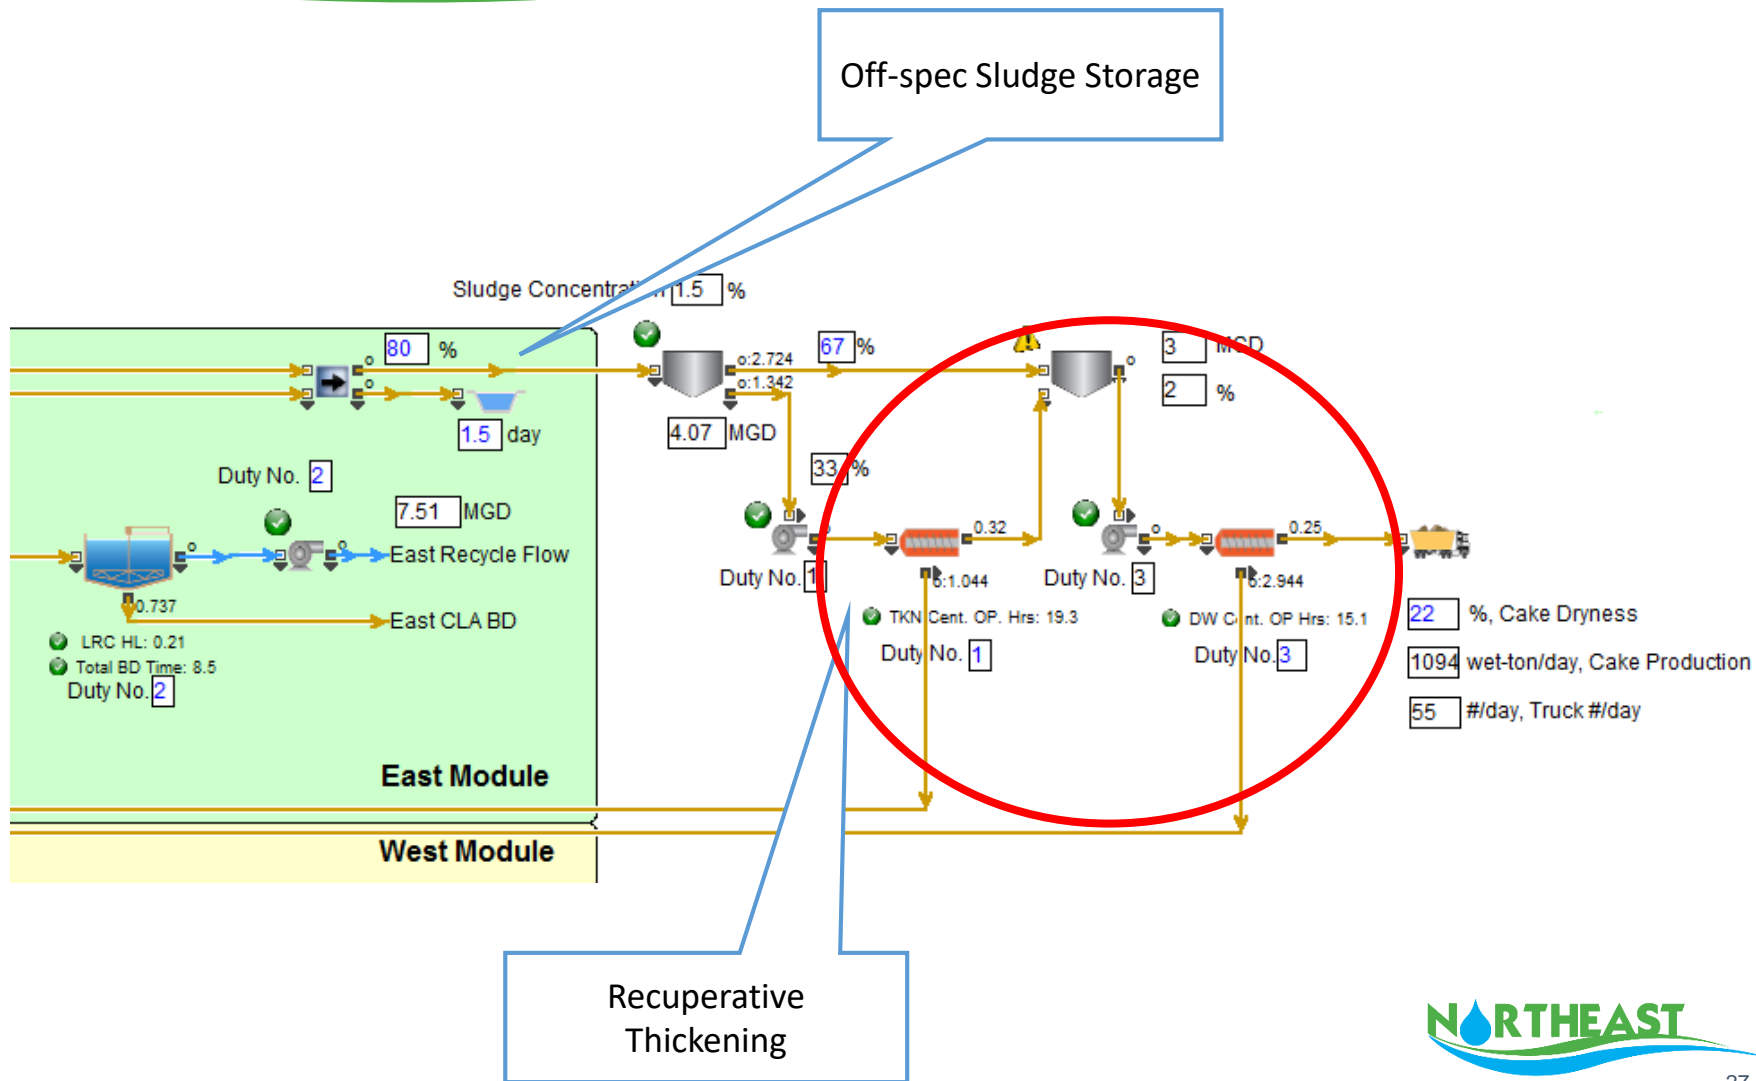 Off-spec Sludge Storage
Sludge Concentration 1.5 %
80 %
o
o:2.724
67 %
o
3 MGD
o
o:1.342
2 %
1.5 day
4.07 MGD
33 %
Duty No. 2
7.51 MGD
o
East Recycle Flow
o
o
0.32
o
0.25
Duty No. 1
o:1.044
Duty No. 3
o:2.944
0.737
East CLA BD
TKN Cent. OP. Hrs: 19.3
DW Cent. OP Hrs: 15.1
22 %, Cake Dryness
LRC HL: 0.21
Total BD Time: 8.5
Duty No. 2
Duty No. 1
Duty No. 3
1094 wet-ton/day, Cake Production
55 #/day, Truck #/day
East Module
West Module
Recuperative
Thickening
NORTHEAST